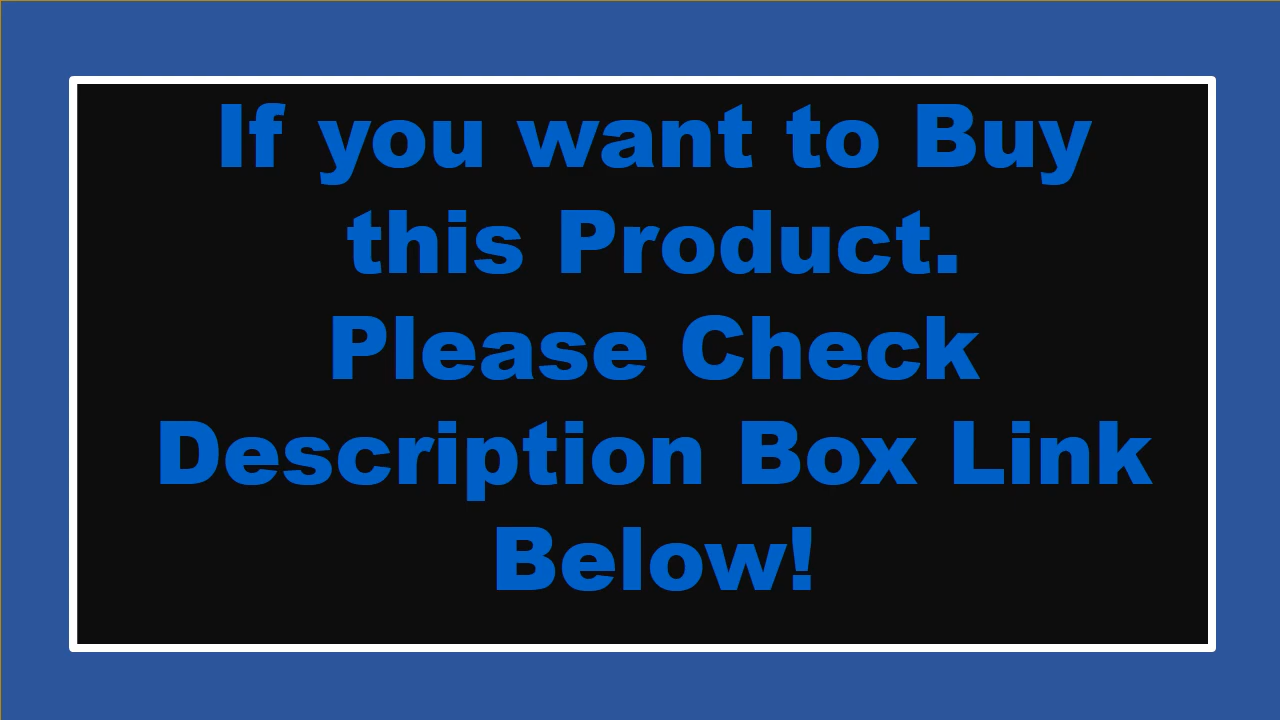 If you want to Buy
this Product.
Please Check
Description Box Link
Below!